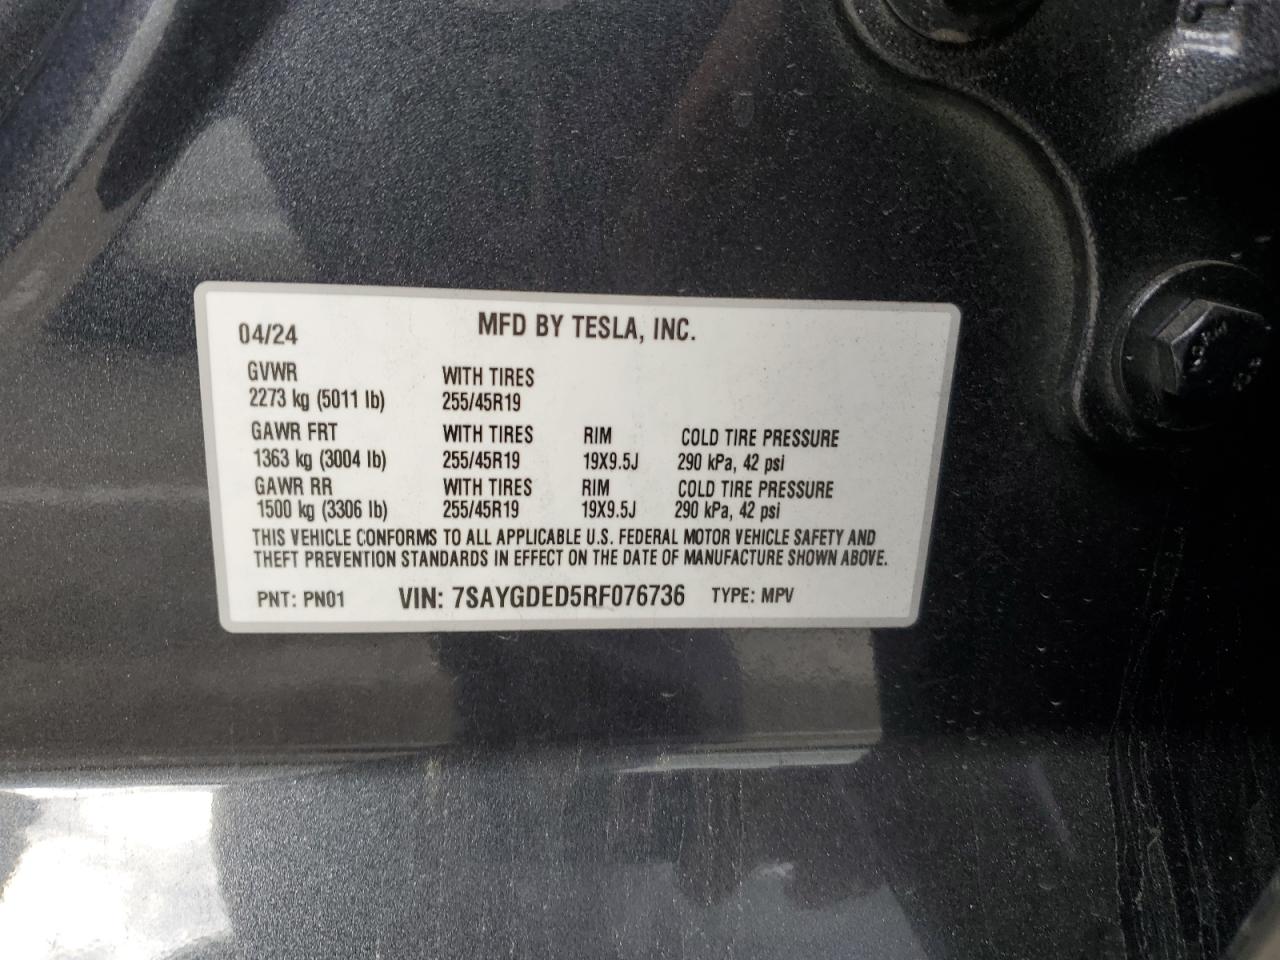 04/24 MFD BY TESLA, INC.
GVWR WITH TIRES
2273 kg (5011 lb) 255/45R19
GAWR FRT WITH TIRES RIM COLD TIRE PRESSURE
1363 kg (3004 lb) 255/45R19 19X9.5J 290 kPa, 42 psi
GAWR RR WITH TIRES RIM COLD TIRE PRESSURE
1500 kg (3306 lb) 255/45R19 19X9.5J 290 kPa, 42 psi
THIS VEHICLE CONFORMS TO ALL APPLICABLE U.S. FEDERAL MOTOR VEHICLE SAFETY AND
THEFT PREVENTION STANDARDS IN EFFECT ON THE DATE OF MANUFACTURE SHOWN ABOVE.
PNT: PN01 VIN: 7SAYGDED5RF076736 TYPE: MPV